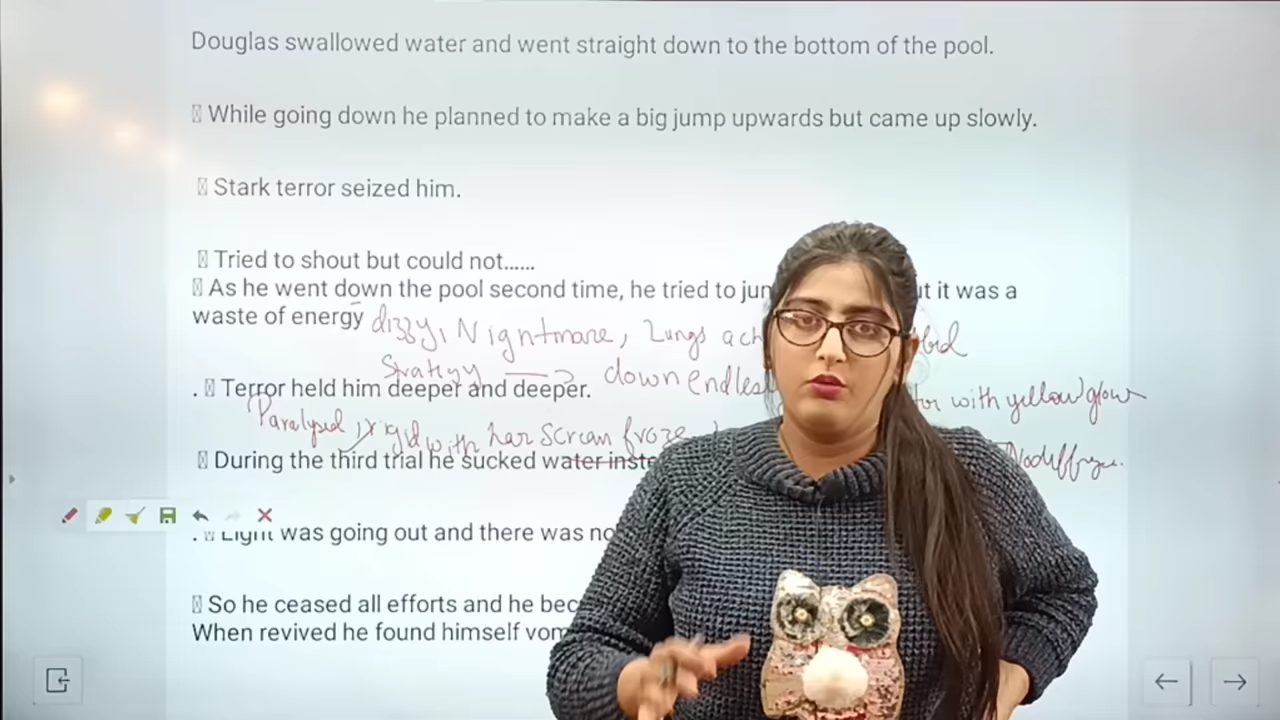 Douglas swallowed water and went straight down to the bottom of the pool.
While going down he planned to make a big jump upwards but came up slowly.
Stark terror seized him.
Tried to shout but could not......
As he went down the pool second time, he tried to jum it was a
waste of energy dizzy, Nigntmare, Lungs ach
Strategy → down endles
. Terror held him deeper and deeper.
with yellow glow
Paralysed, rigid with scream froze
During the third trial he sucked water inste
. Light was going out and there was no
So he ceased all efforts and he bec
When revived he found himself vom